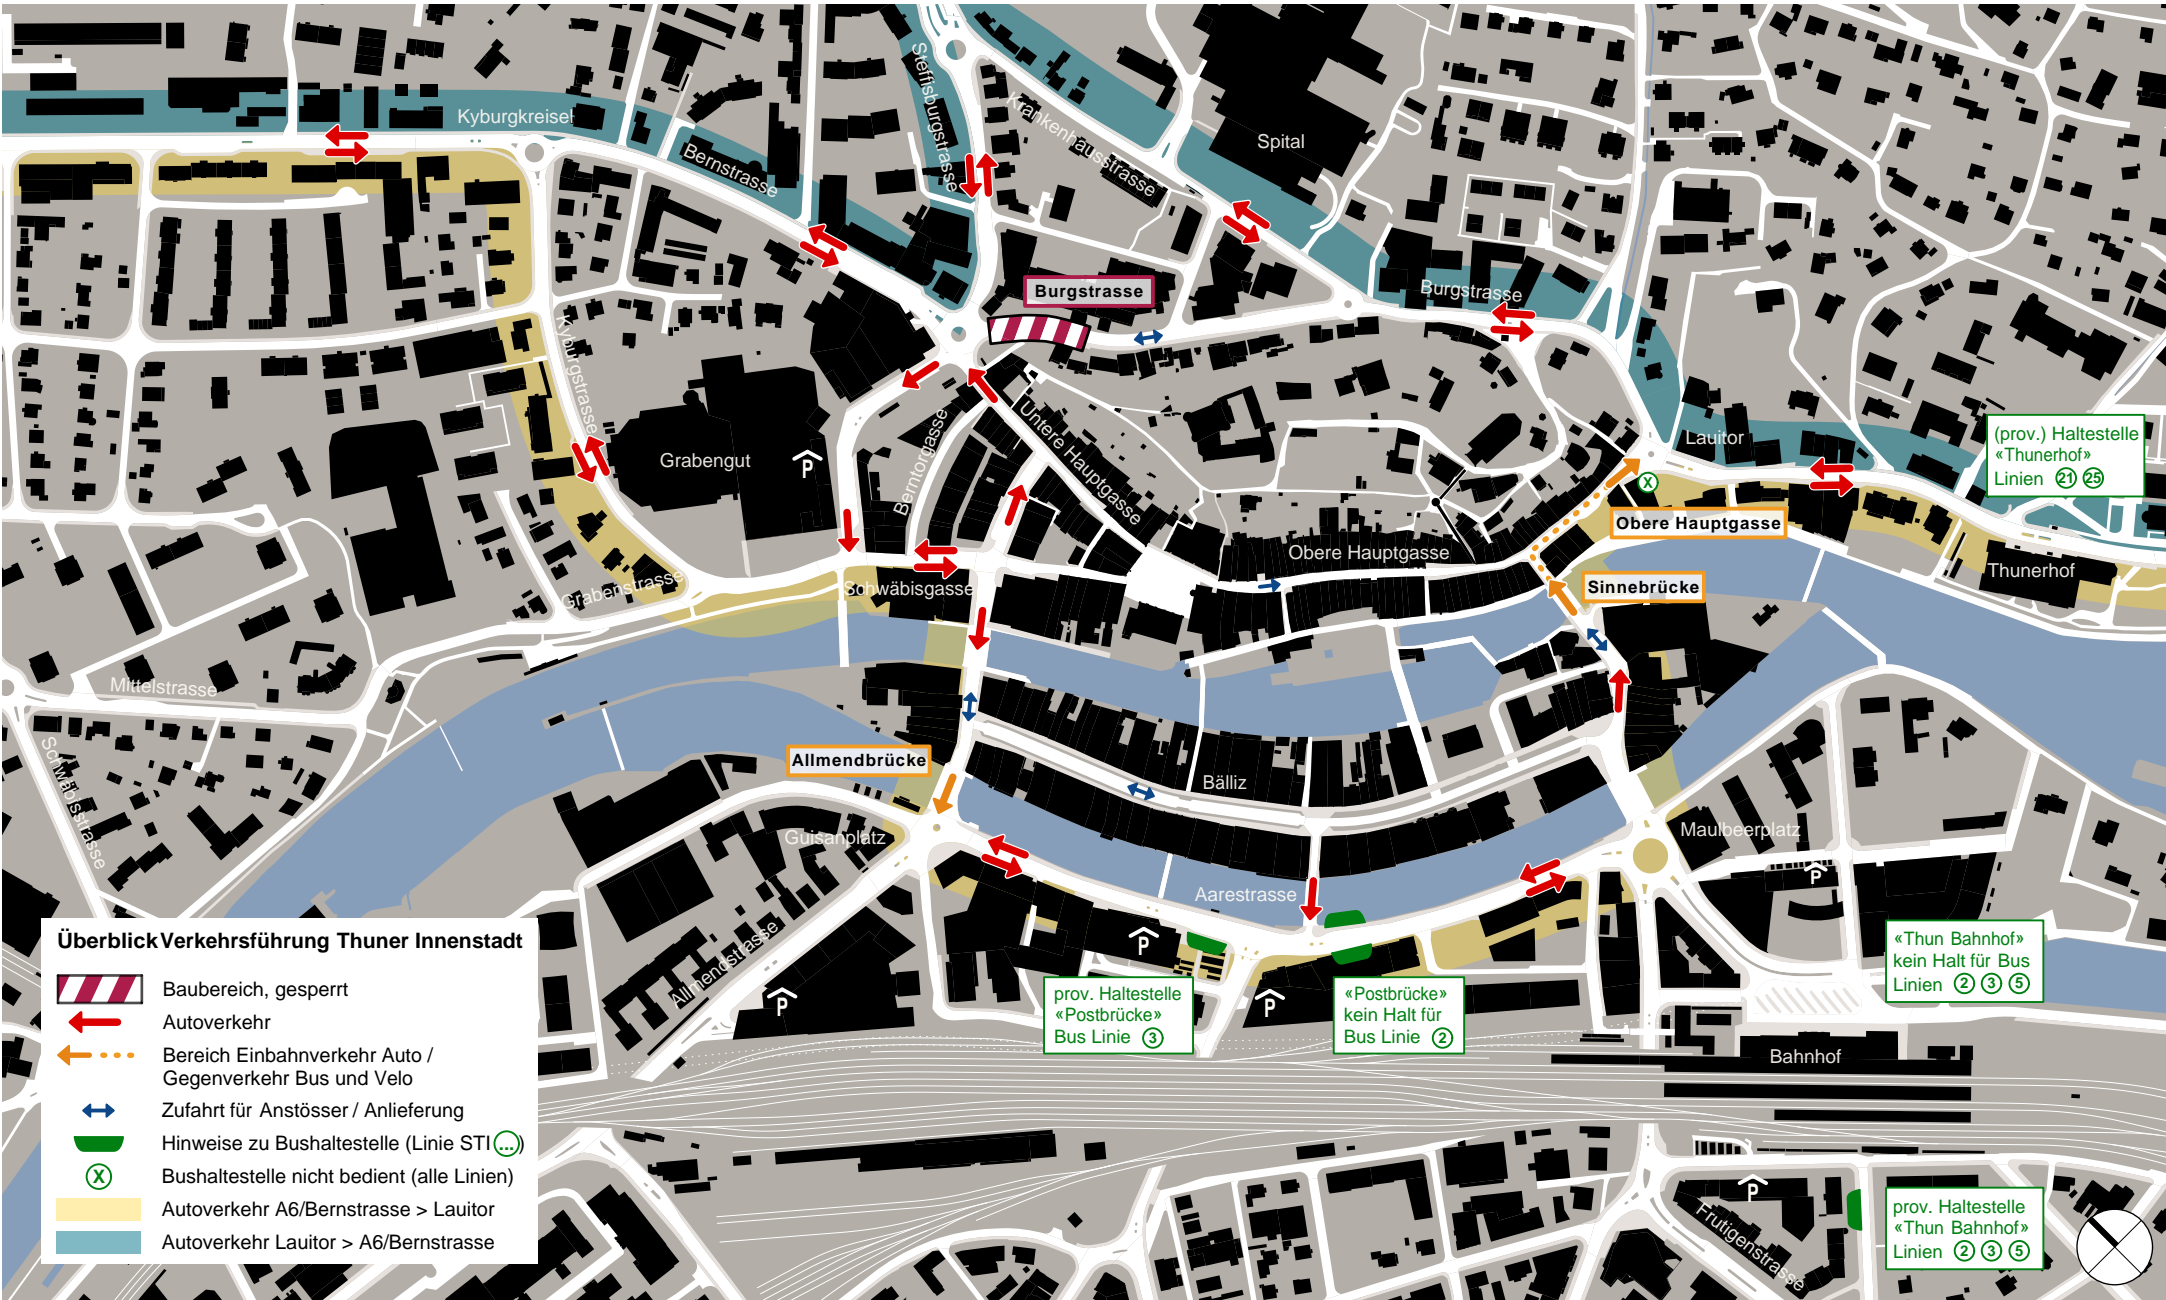 Kyburgkreisel
Steffisburgstrasse
Krankenhausstrasse
Spital
Bernstrasse
Burgstrasse
Burgstrasse
Kyburgstrasse
Grabengut
P
Berntorgasse
Untere Hauptgasse
Lauitor
X
(prov.) Haltestelle
«Thunerhof»
Linien 21 25
Obere Hauptgasse
Obere Hauptgasse
Thunerhof
Grabenstrasse
Schwäbisgasse
Sinnebrücke
Mittelstrasse
Schwäbisstrasse
Allmendbrücke
Bälliz
Guisanplatz
Maulbeerplatz
P
Aarestrasse
Allmendstrasse
P
P
P
«Thun Bahnhof»
kein Halt für Bus
Linien 2 3 5
prov. Haltestelle
«Postbrücke»
Bus Linie 3
«Postbrücke»
kein Halt für
Bus Linie 2
Bahnhof
P
Frutigenstrasse
prov. Haltestelle
«Thun Bahnhof»
Linien 2 3 5
Überblick Verkehrsführung Thuner Innenstadt
Baubereich, gesperrt
Autoverkehr
Bereich Einbahnverkehr Auto /
Gegenverkehr Bus und Velo
Zufahrt für Anstösser / Anlieferung
Hinweise zu Bushaltestelle (Linie STI ...)
X Bushaltestelle nicht bedient (alle Linien)
Autoverkehr A6/Bernstrasse > Lauitor
Autoverkehr Lauitor > A6/Bernstrasse